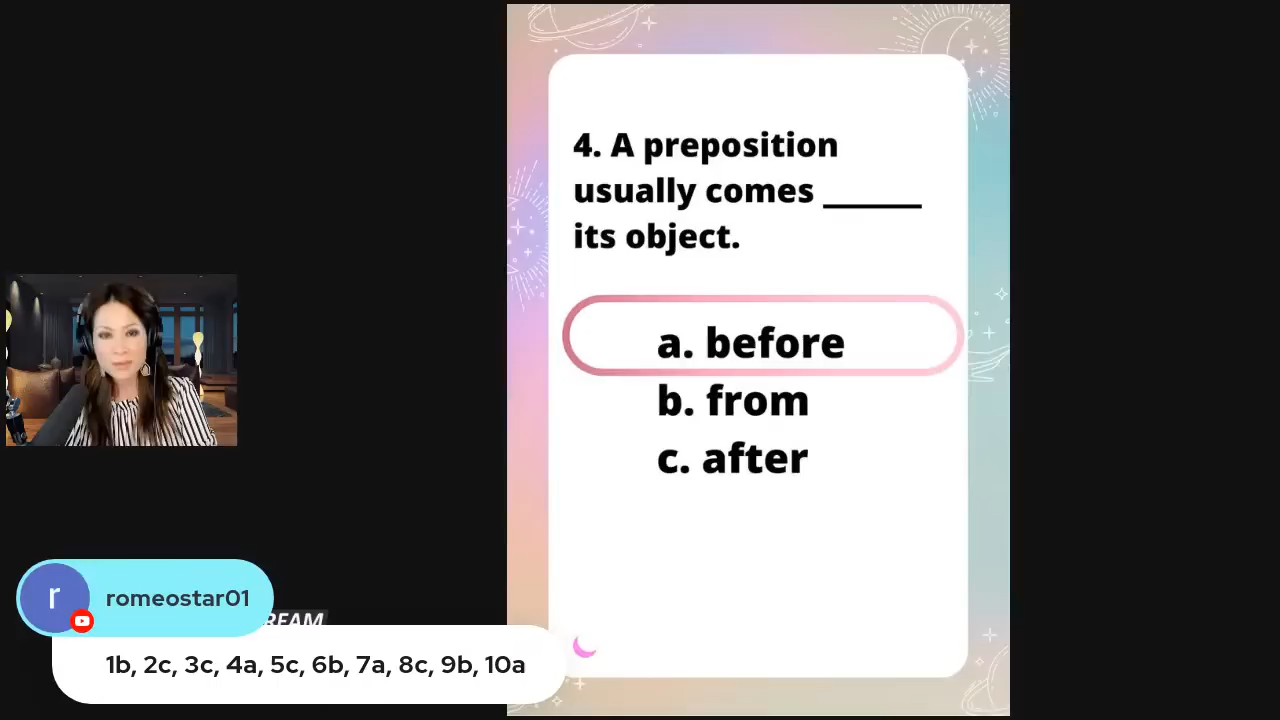 4. A preposition
usually comes _______
its object.
a. before
b. from
c. after
r
romeostar01
REAM
1b, 2c, 3c, 4a, 5c, 6b, 7a, 8c, 9b, 10a